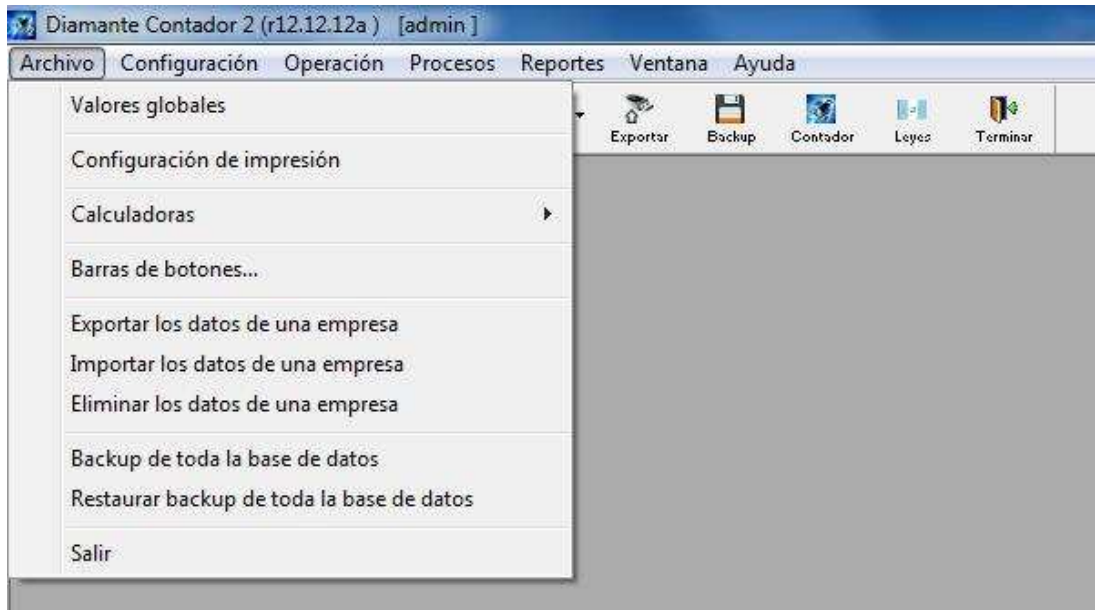 Diamante Contador 2 (r12.12.12a ) [admin ]
Archivo Configuración Operación Procesos Reportes Ventana Ayuda
Exportar Backup Contador Leyes Terminar
Valores globales
Configuración de impresión
Calculadoras
Barras de botones...
Exportar los datos de una empresa
Importar los datos de una empresa
Eliminar los datos de una empresa
Backup de toda la base de datos
Restaurar backup de toda la base de datos
Salir